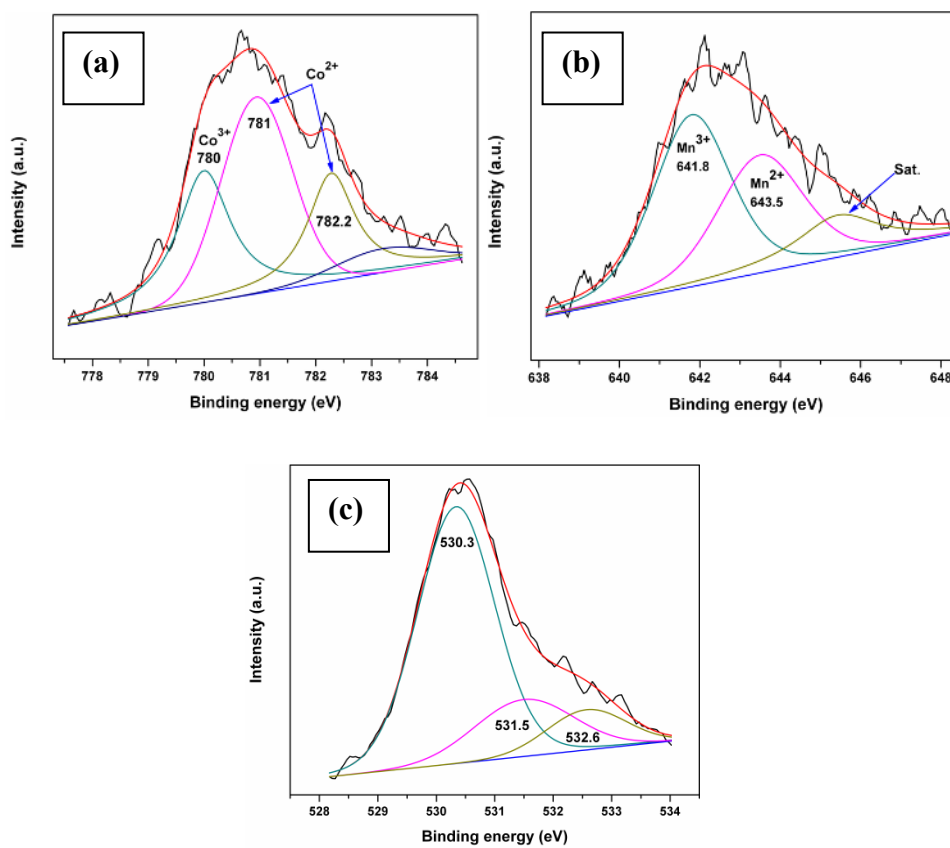 (a)
Co3+
780
781
Co2+
782.2
Intensity (a.u.)
778 779 780 781 782 783 784
Binding energy (eV)
(b)
Mn3+
641.8
Mn2+
643.5
Sat.
Intensity (a.u.)
638 640 642 644 646 648
Binding energy (eV)
(c)
530.3
531.5
532.6
Intensity (a.u.)
528 529 530 531 532 533 534
Binding energy (eV)